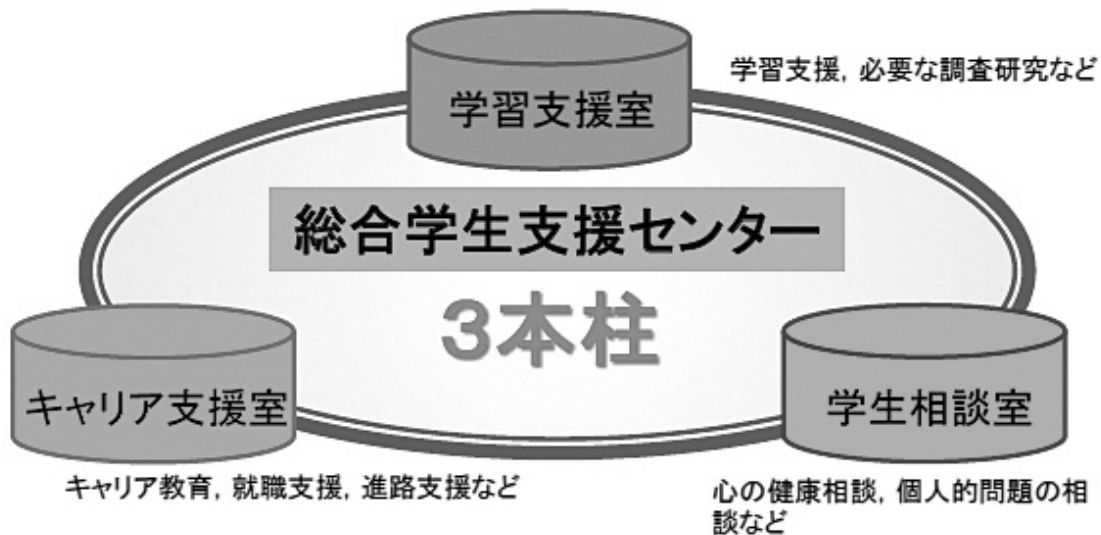 学習支援室
学習支援, 必要な調査研究など
総合学生支援センター
3本柱
キャリア支援室
キャリア教育, 就職支援, 進路支援など
学生相談室
心の健康相談, 個人的問題の相
談など